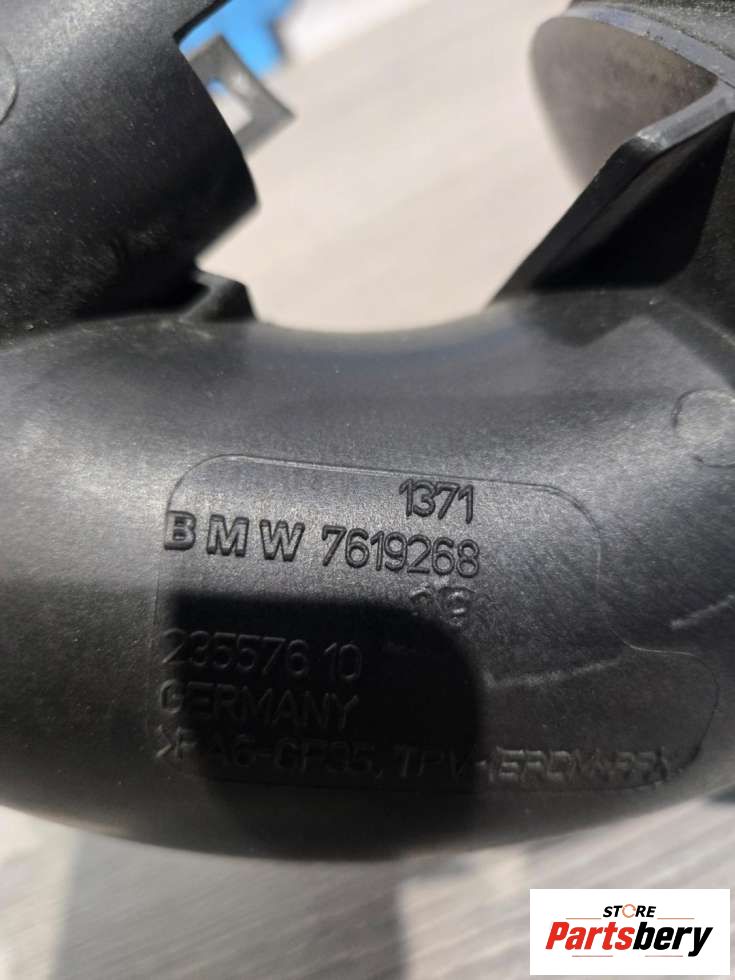 1371
BMW 7619268
235576 10
GERMANY
STORE
Partsbery